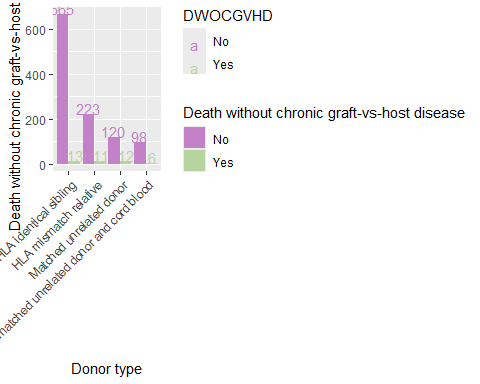 DWOCGVHD
a No
a Yes
Death without chronic graft-vs-host disease
No
Yes
Death without chronic graft-vs-host
600
400
200
0
665
13
223
11
120
12
98
6
HLA identical sibling
HLA mismatch relative
Matched unrelated donor
matched unrelated donor and cord blood
Donor type